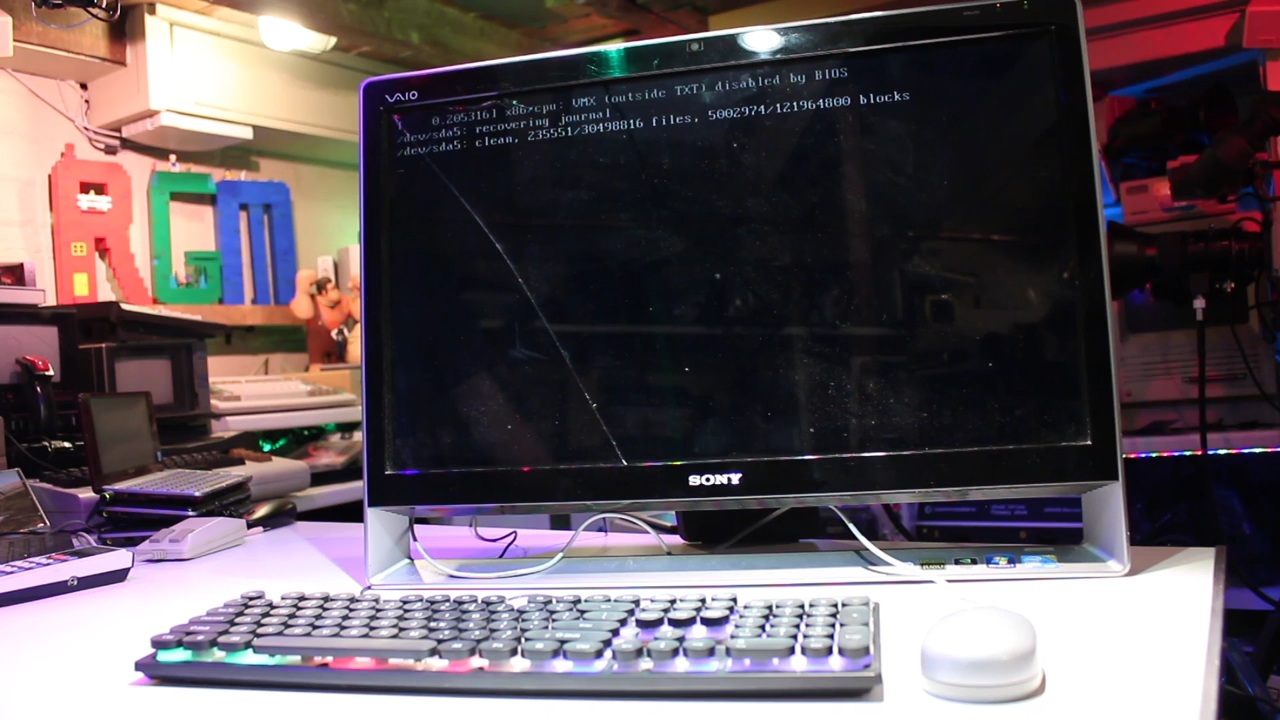 VAIO
0.205316] x86/cpu: VMX (outside TXT) disabled by BIOS
/dev/sda5: recovering journal
/dev/sda5: clean, 235551/30498816 files, 5002974/121964800 blocks
RGM
SONY